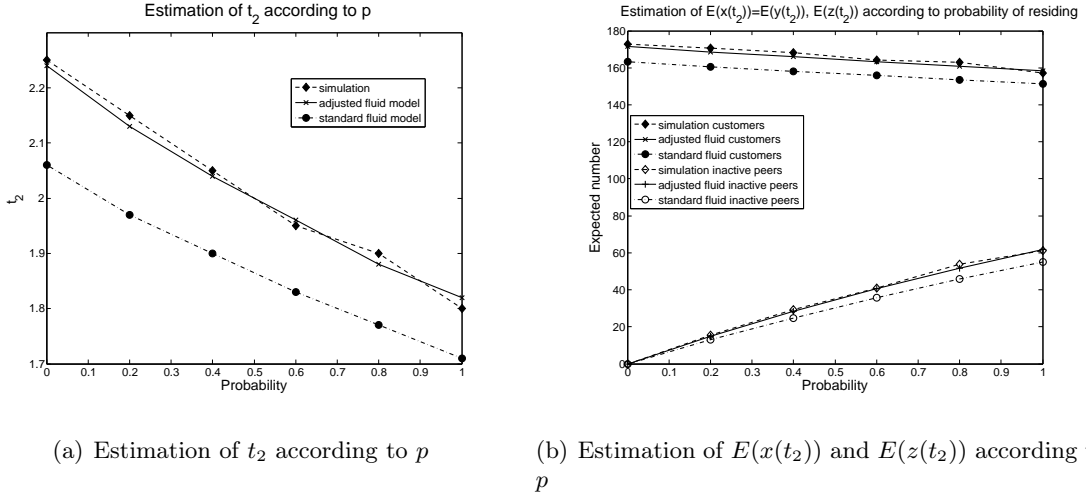 Estimation of t2 according to p
2.2
2.1
2
1.9
1.8
1.7
t2
0 0.1 0.2 0.3 0.4 0.5 0.6 0.7 0.8 0.9 1
Probability
simulation
adjusted fluid model
standard fluid model
(a) Estimation of t2 according to p
Estimation of E(x(t2))=E(y(t2)), E(z(t2)) according to probability of residing
180
160
140
120
100
80
60
40
20
0
Expected number
0 0.1 0.2 0.3 0.4 0.5 0.6 0.7 0.8 0.9 1
Probability
simulation customers
adjusted fluid customers
standard fluid customers
simulation inactive peers
adjusted fluid inactive peers
standard fluid inactive peers
(b) Estimation of E(x(t2)) and E(z(t2)) according
p